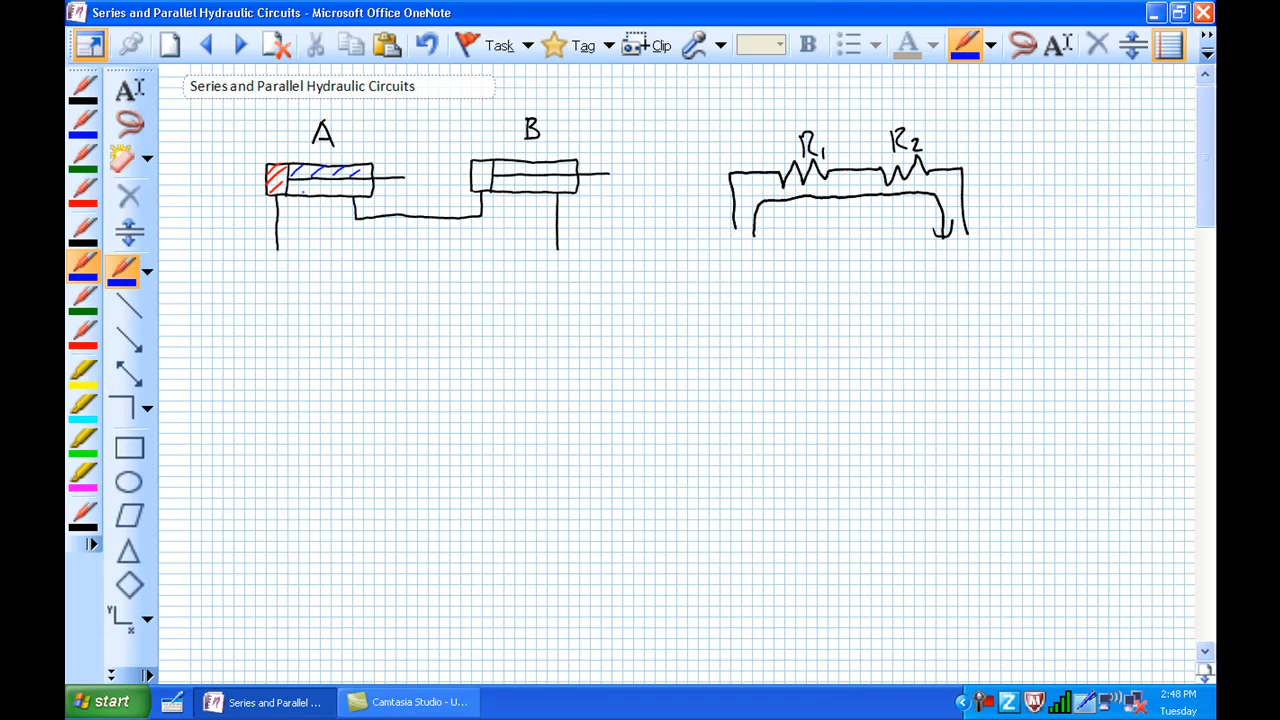 Series and Parallel Hydraulic Circuits - Microsoft Office OneNote
Task
Tag
Clip
B
A
Series and Parallel Hydraulic Circuits
A B R1 R2
start
Series and Parallel ...
Camtasia Studio - U...
2:48 PM
Tuesday